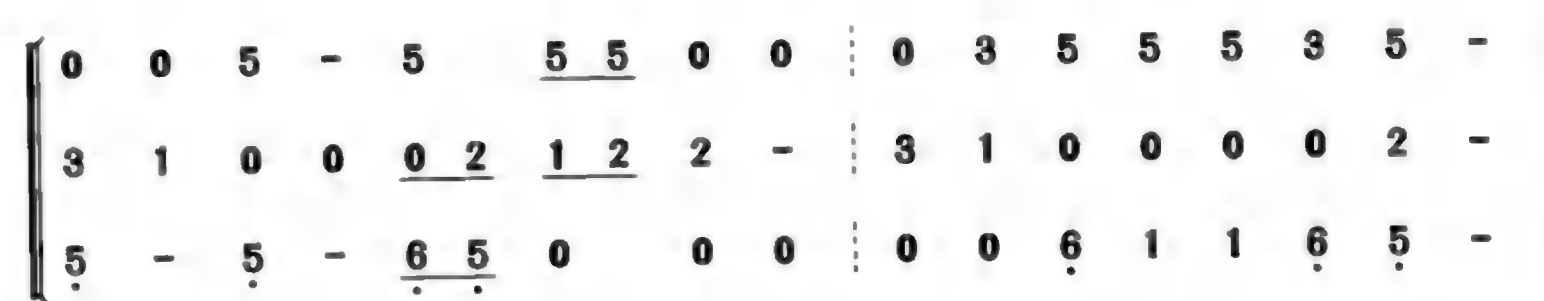 0 0 5 - 5 5 5 0 0 0 3 5 5 5 3 5 -
3 1 0 0 0 2 1 2 2 - 3 1 0 0 0 0 2 -
5̣ - 5̣ - 6̣ 5̣ 0 0 0 0 0 6̣ 1 1 6̣ 5̣ -